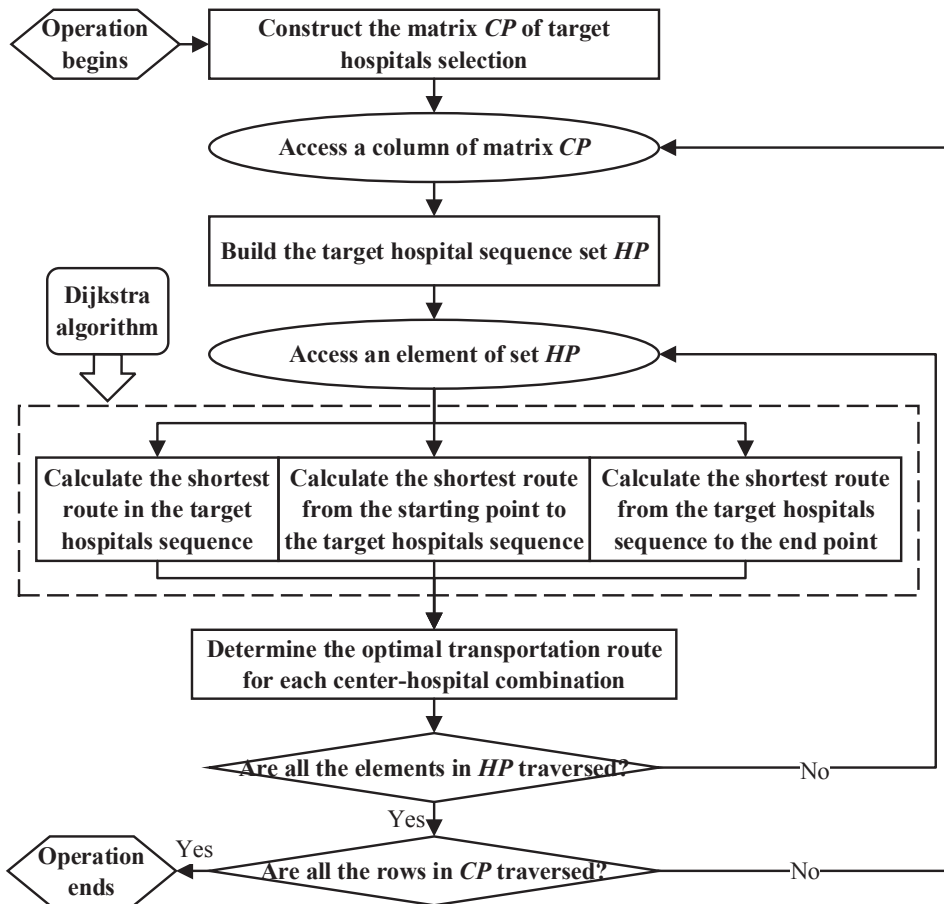 Operation
begins
Construct the matrix CP of target
hospitals selection
Access a column of matrix CP
Build the target hospital sequence set HP
Dijkstra
algorithm
Access an element of set HP
Calculate the shortest
route in the target
hospitals sequence
Calculate the shortest route
from the starting point to
the target hospitals sequence
Calculate the shortest route
from the target hospitals
sequence to the end point
Determine the optimal transportation route
for each center-hospital combination
Are all the elements in HP traversed?
No
Yes
Operation
ends
Yes
Are all the rows in CP traversed?
No